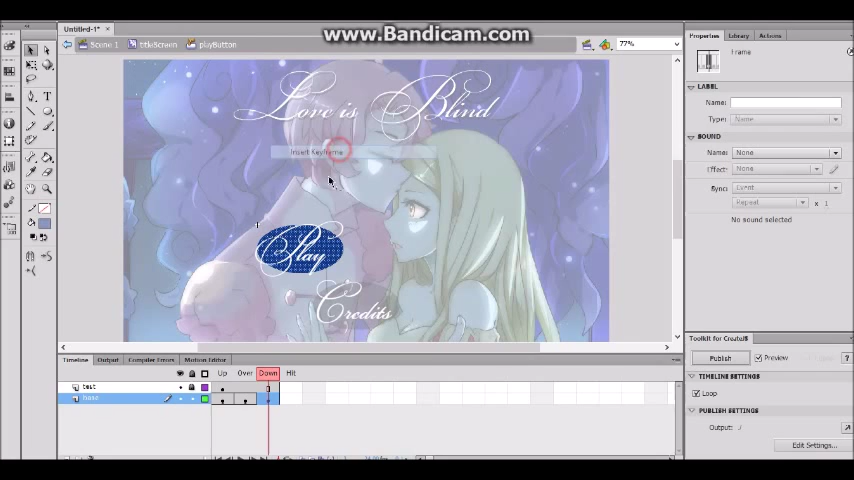 www.Bandicam.com
Untitled-1*
Scene 1
titleScreen
playButton
77%
Properties
Library
Actions
Frame
LABEL
Name:
Type:
Name
SOUND
Name:
None
Effect:
None
Sync:
Event
Repeat
x 1
No sound selected
Love is Blind
Insert Keyframe
Play
Credits
Toolkit for CreateJS
Publish
Preview
?
TIMELINE SETTINGS
Loop
PUBLISH SETTINGS
Output: ./
Edit Settings...
Timeline
Output
Compiler Errors
Motion Editor
Up
Over
Down
Hit
T